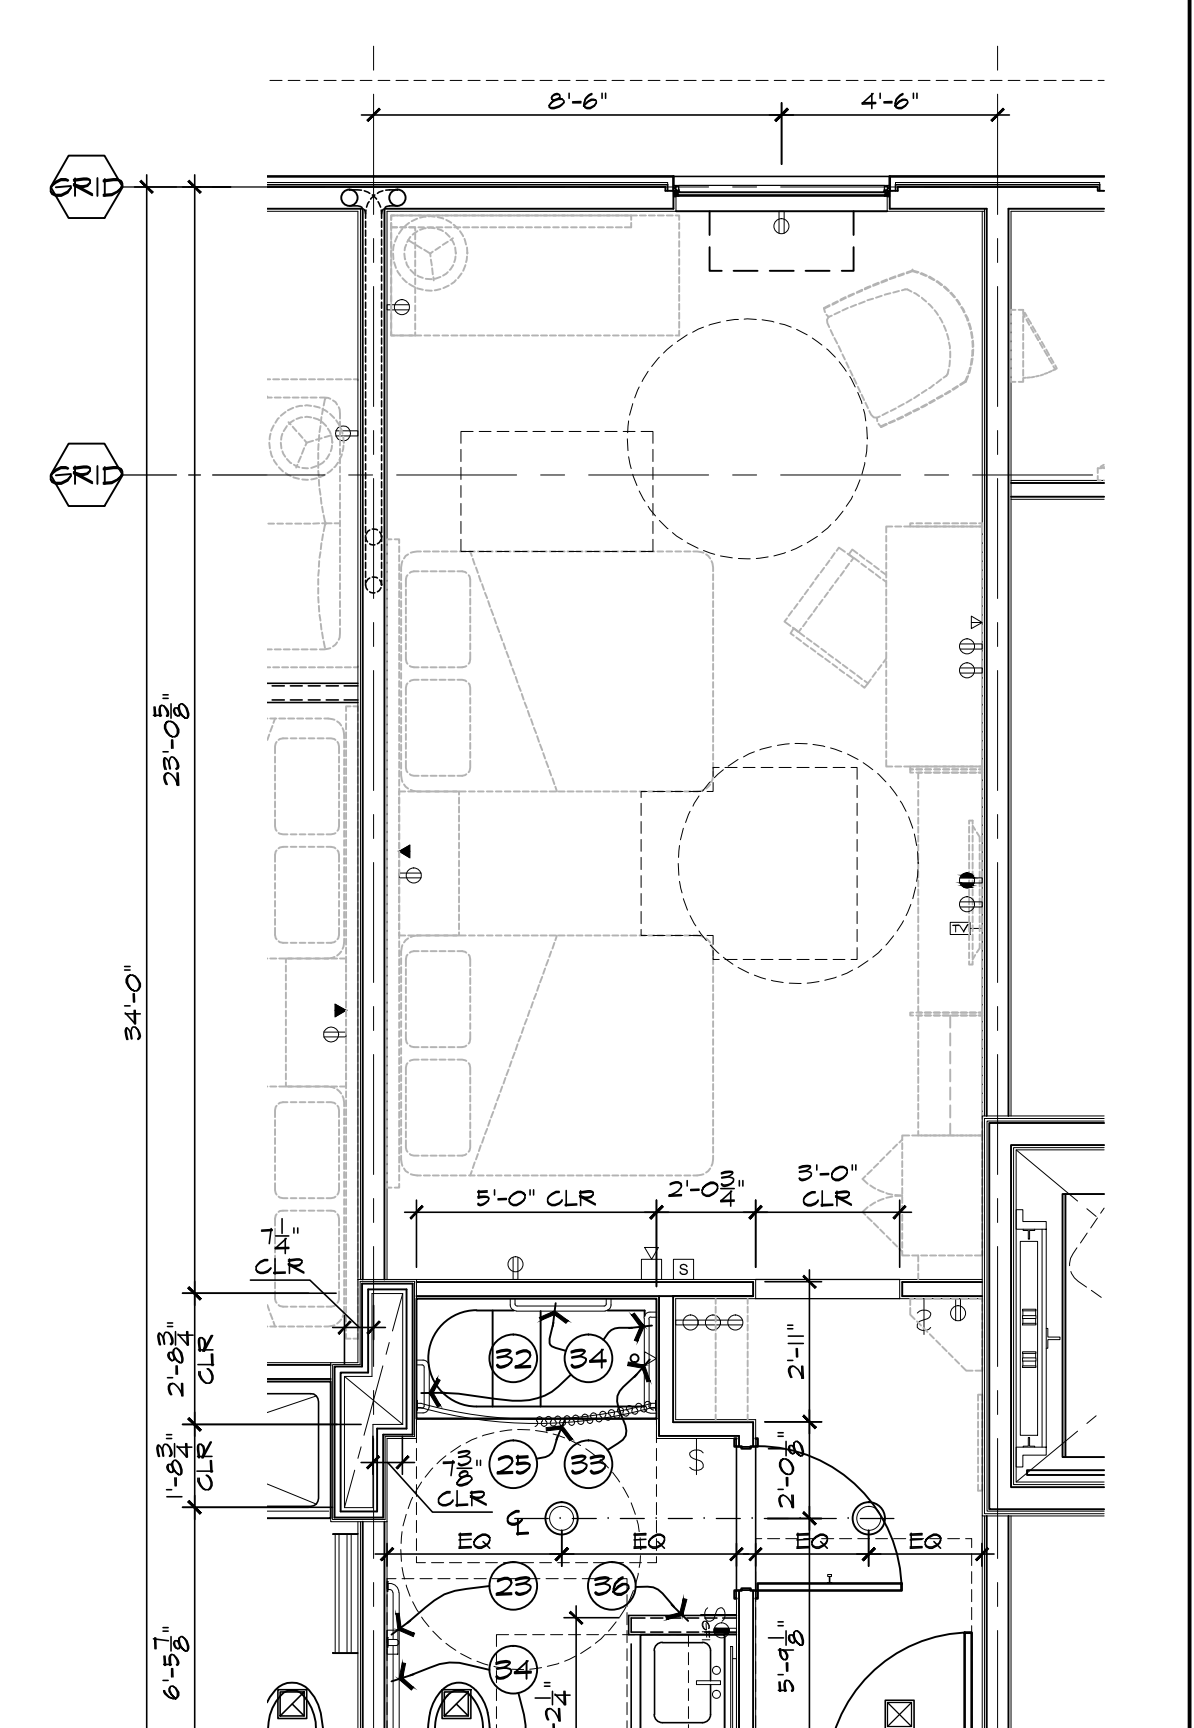 8'-6" 4'-6"
GRID
GRID
23'-0 5/8"
34'-0"
TV
5'-0" CLR
2'-0 3/4"
3'-0"
CLR
7 1/4"
CLR
S
2'-8 3/4"
CLR
32 34
2'-11"
1'-8 3/4"
CLR
7 3/8"
CLR
25 33
$
2'-0 5/8"
℄
EQ EQ EQ EQ
23 36
6'-5 7/8"
34
5'-9 1/8"